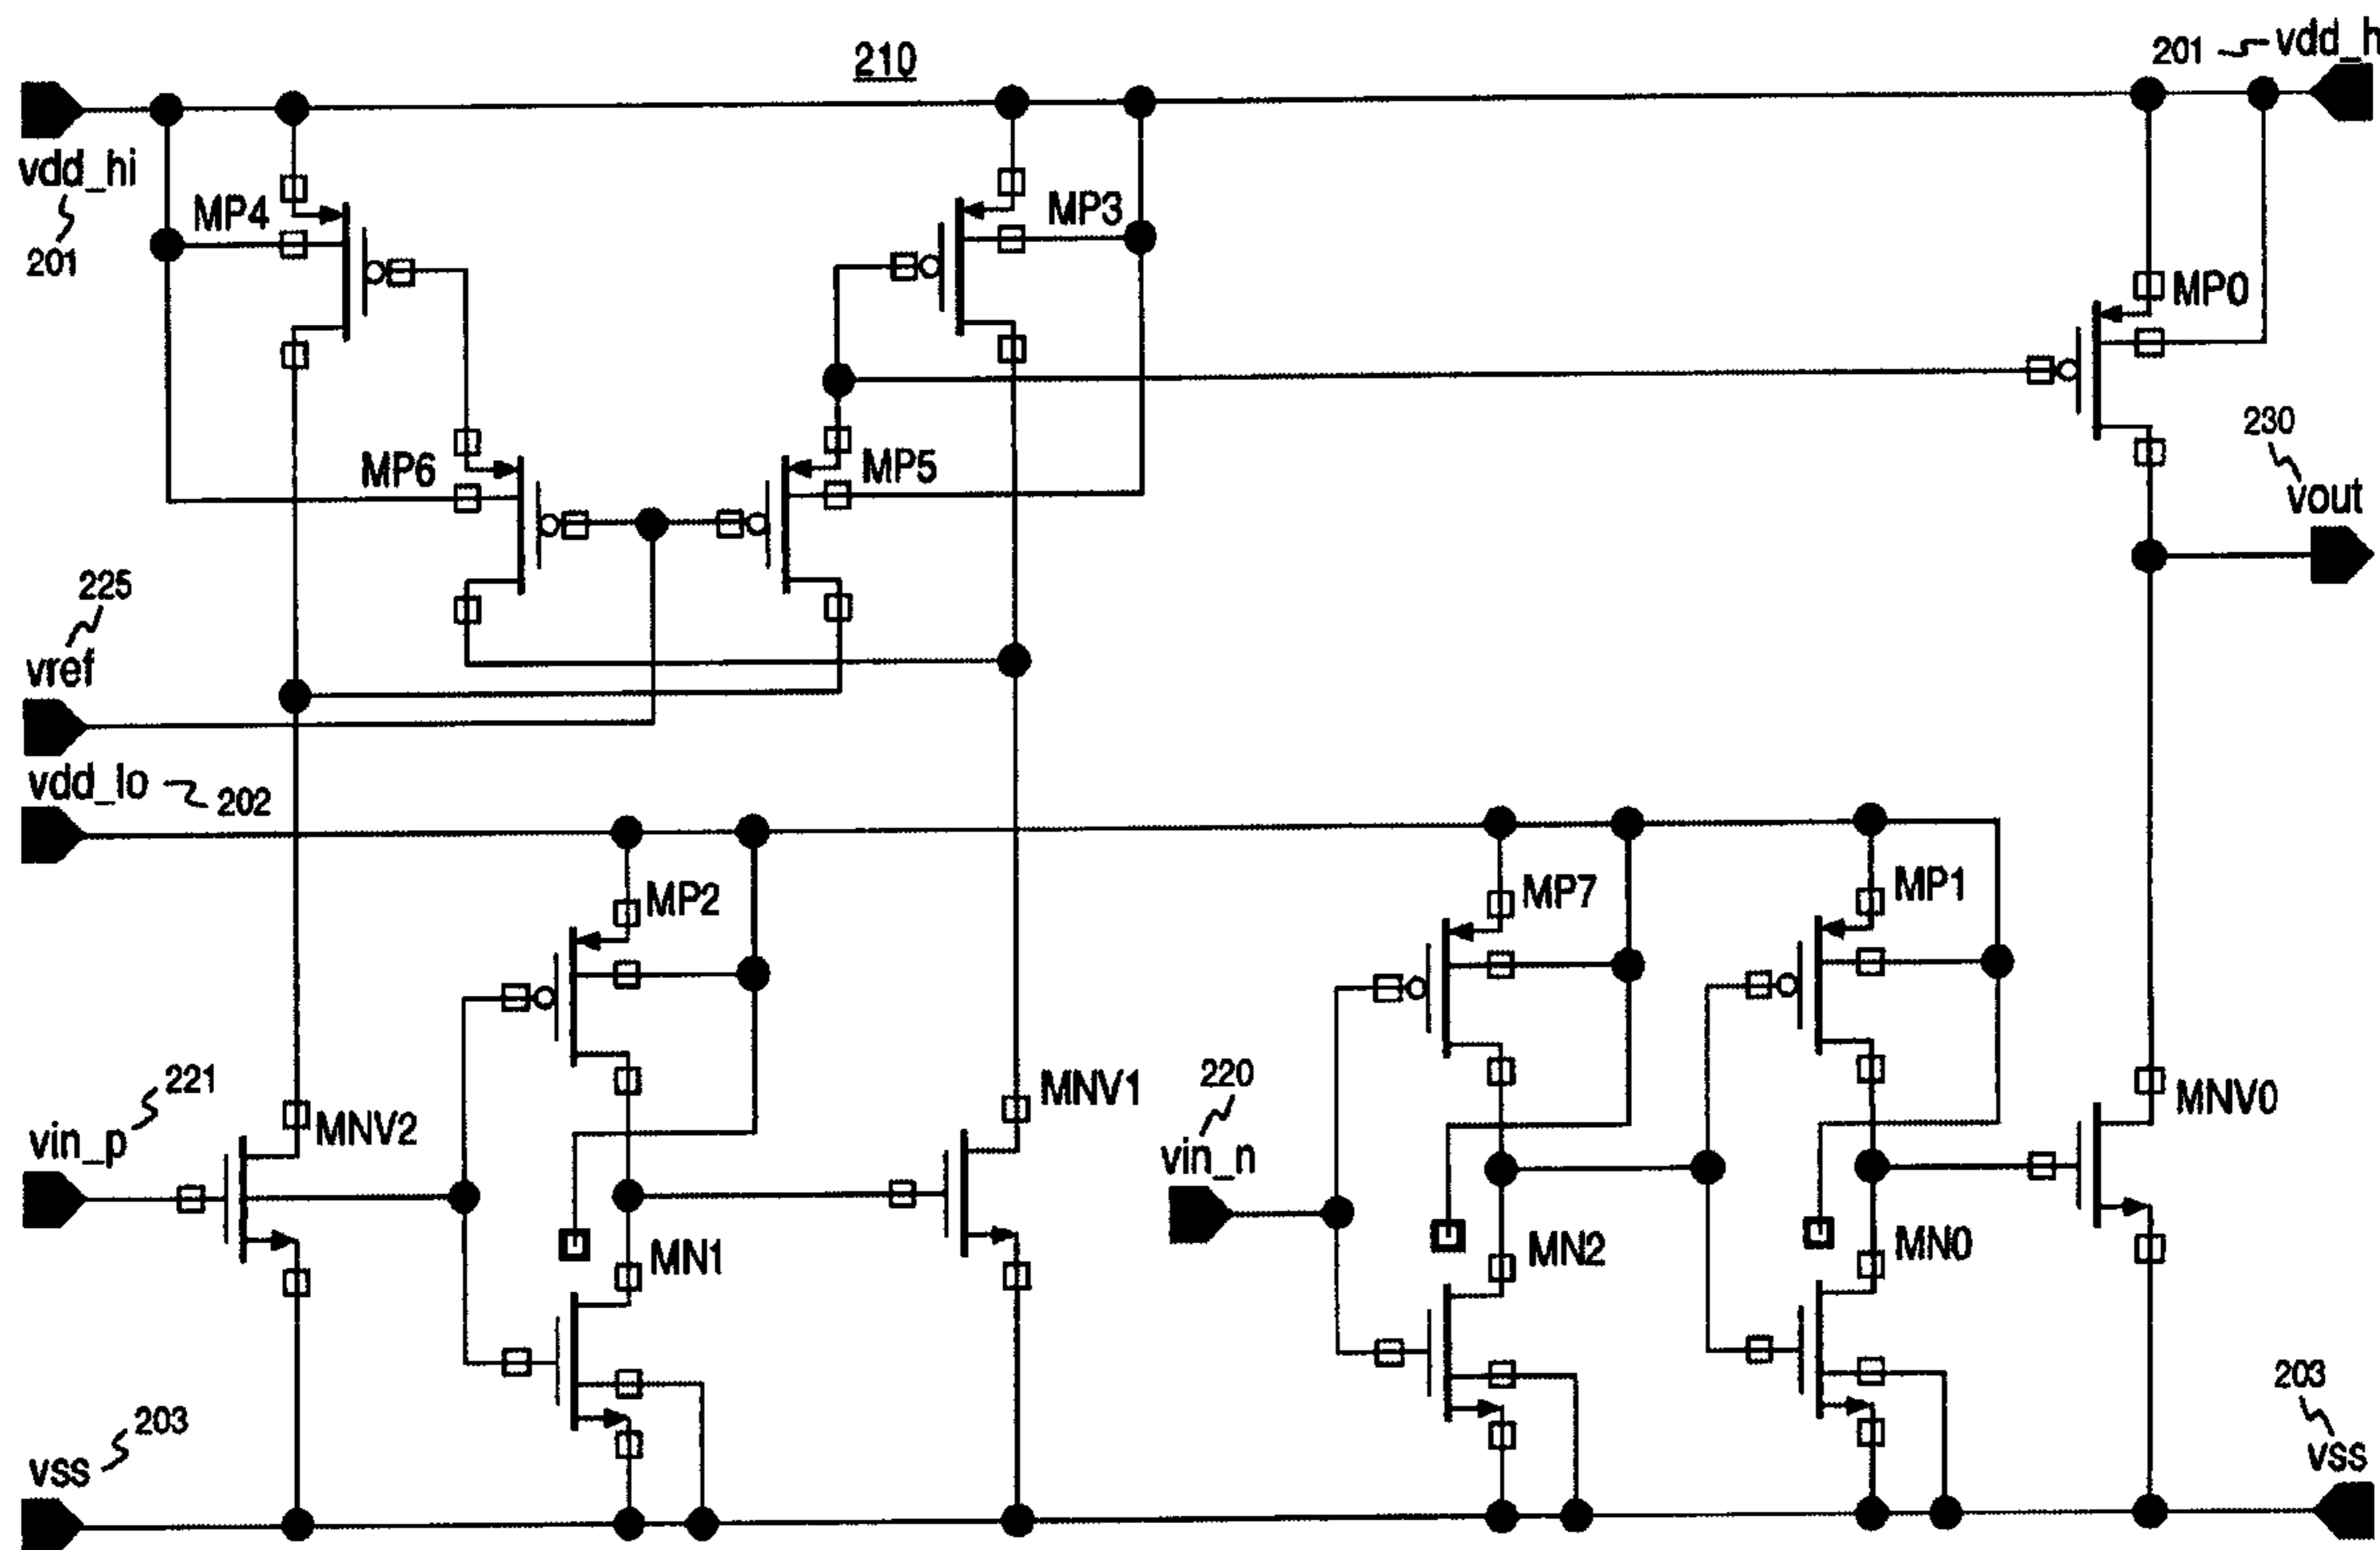 210
201 vdd_h
vdd_hi
201
MP4
MP3
MP0
230
vout
MP6
MP5
225
vref
vdd_lo 202
MP2
MP7
MP1
221
vin_p
MNV2
MNV1
220
vin_n
MNV0
MN1
MN2
MN0
203
vss
203
vss